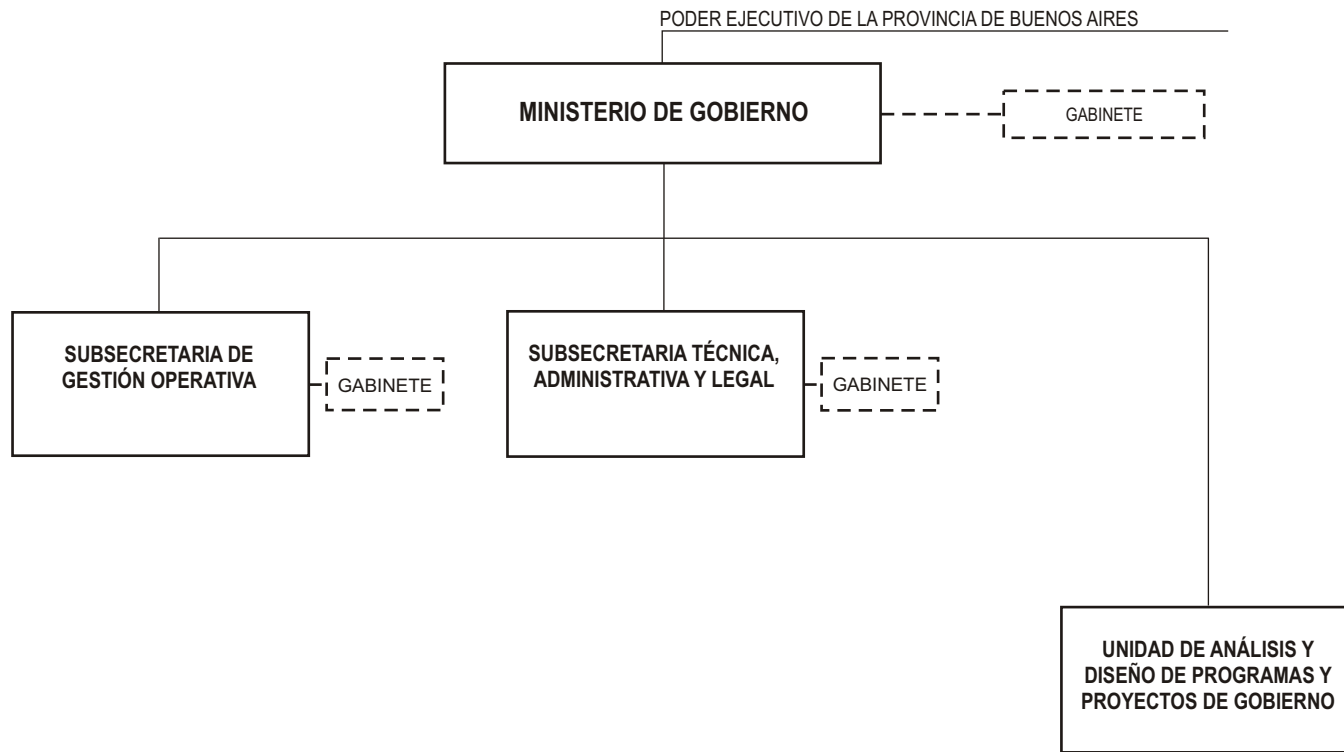 PODER EJECUTIVO DE LA PROVINCIA DE BUENOS AIRES
MINISTERIO DE GOBIERNO
GABINETE
SUBSECRETARIA DE
GESTIÓN OPERATIVA
GABINETE
SUBSECRETARIA TÉCNICA,
ADMINISTRATIVA Y LEGAL
GABINETE
UNIDAD DE ANÁLISIS Y
DISEÑO DE PROGRAMAS Y
PROYECTOS DE GOBIERNO